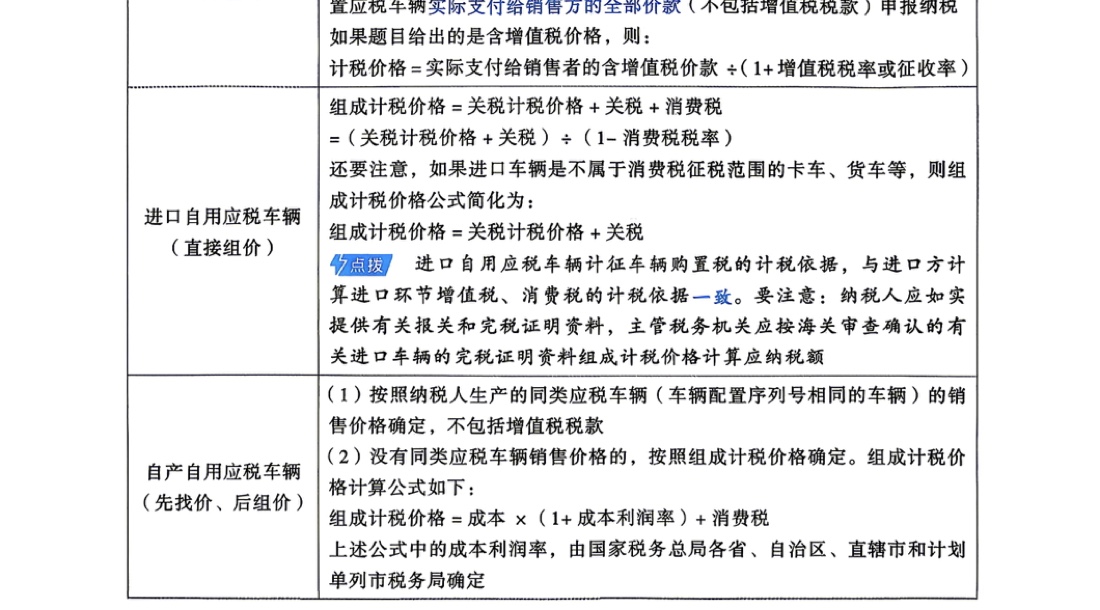 置应税车辆实际支付给销售方的全部价款(不包括增值税税款)申报纳税
如果题目给出的是含增值税价格，则：
计税价格=实际支付给销售者的含增值税价款÷(1+增值税税率或征收率)
进口自用应税车辆
(直接组价)
组成计税价格=关税计税价格+关税+消费税
=(关税计税价格+关税)÷(1-消费税税率)
还要注意，如果进口车辆是不属于消费税征税范围的卡车、货车等，则组
成计税价格公式简化为：
组成计税价格=关税计税价格+关税
点拨 进口自用应税车辆计征车辆购置税的计税依据，与进口方计
算进口环节增值税、消费税的计税依据一致。要注意：纳税人应如实
提供有关报关和完税证明资料，主管税务机关应按海关审查确认的有
关进口车辆的完税证明资料组成计税价格计算应纳税额
自产自用应税车辆
(先找价、后组价)
(1)按照纳税人生产的同类应税车辆(车辆配置序列号相同的车辆)的销
售价格确定，不包括增值税税款
(2)没有同类应税车辆销售价格的，按照组成计税价格确定。组成计税价
格计算公式如下：
组成计税价格=成本×(1+成本利润率)+消费税
上述公式中的成本利润率，由国家税务总局各省、自治区、直辖市和计划
单列市税务局确定